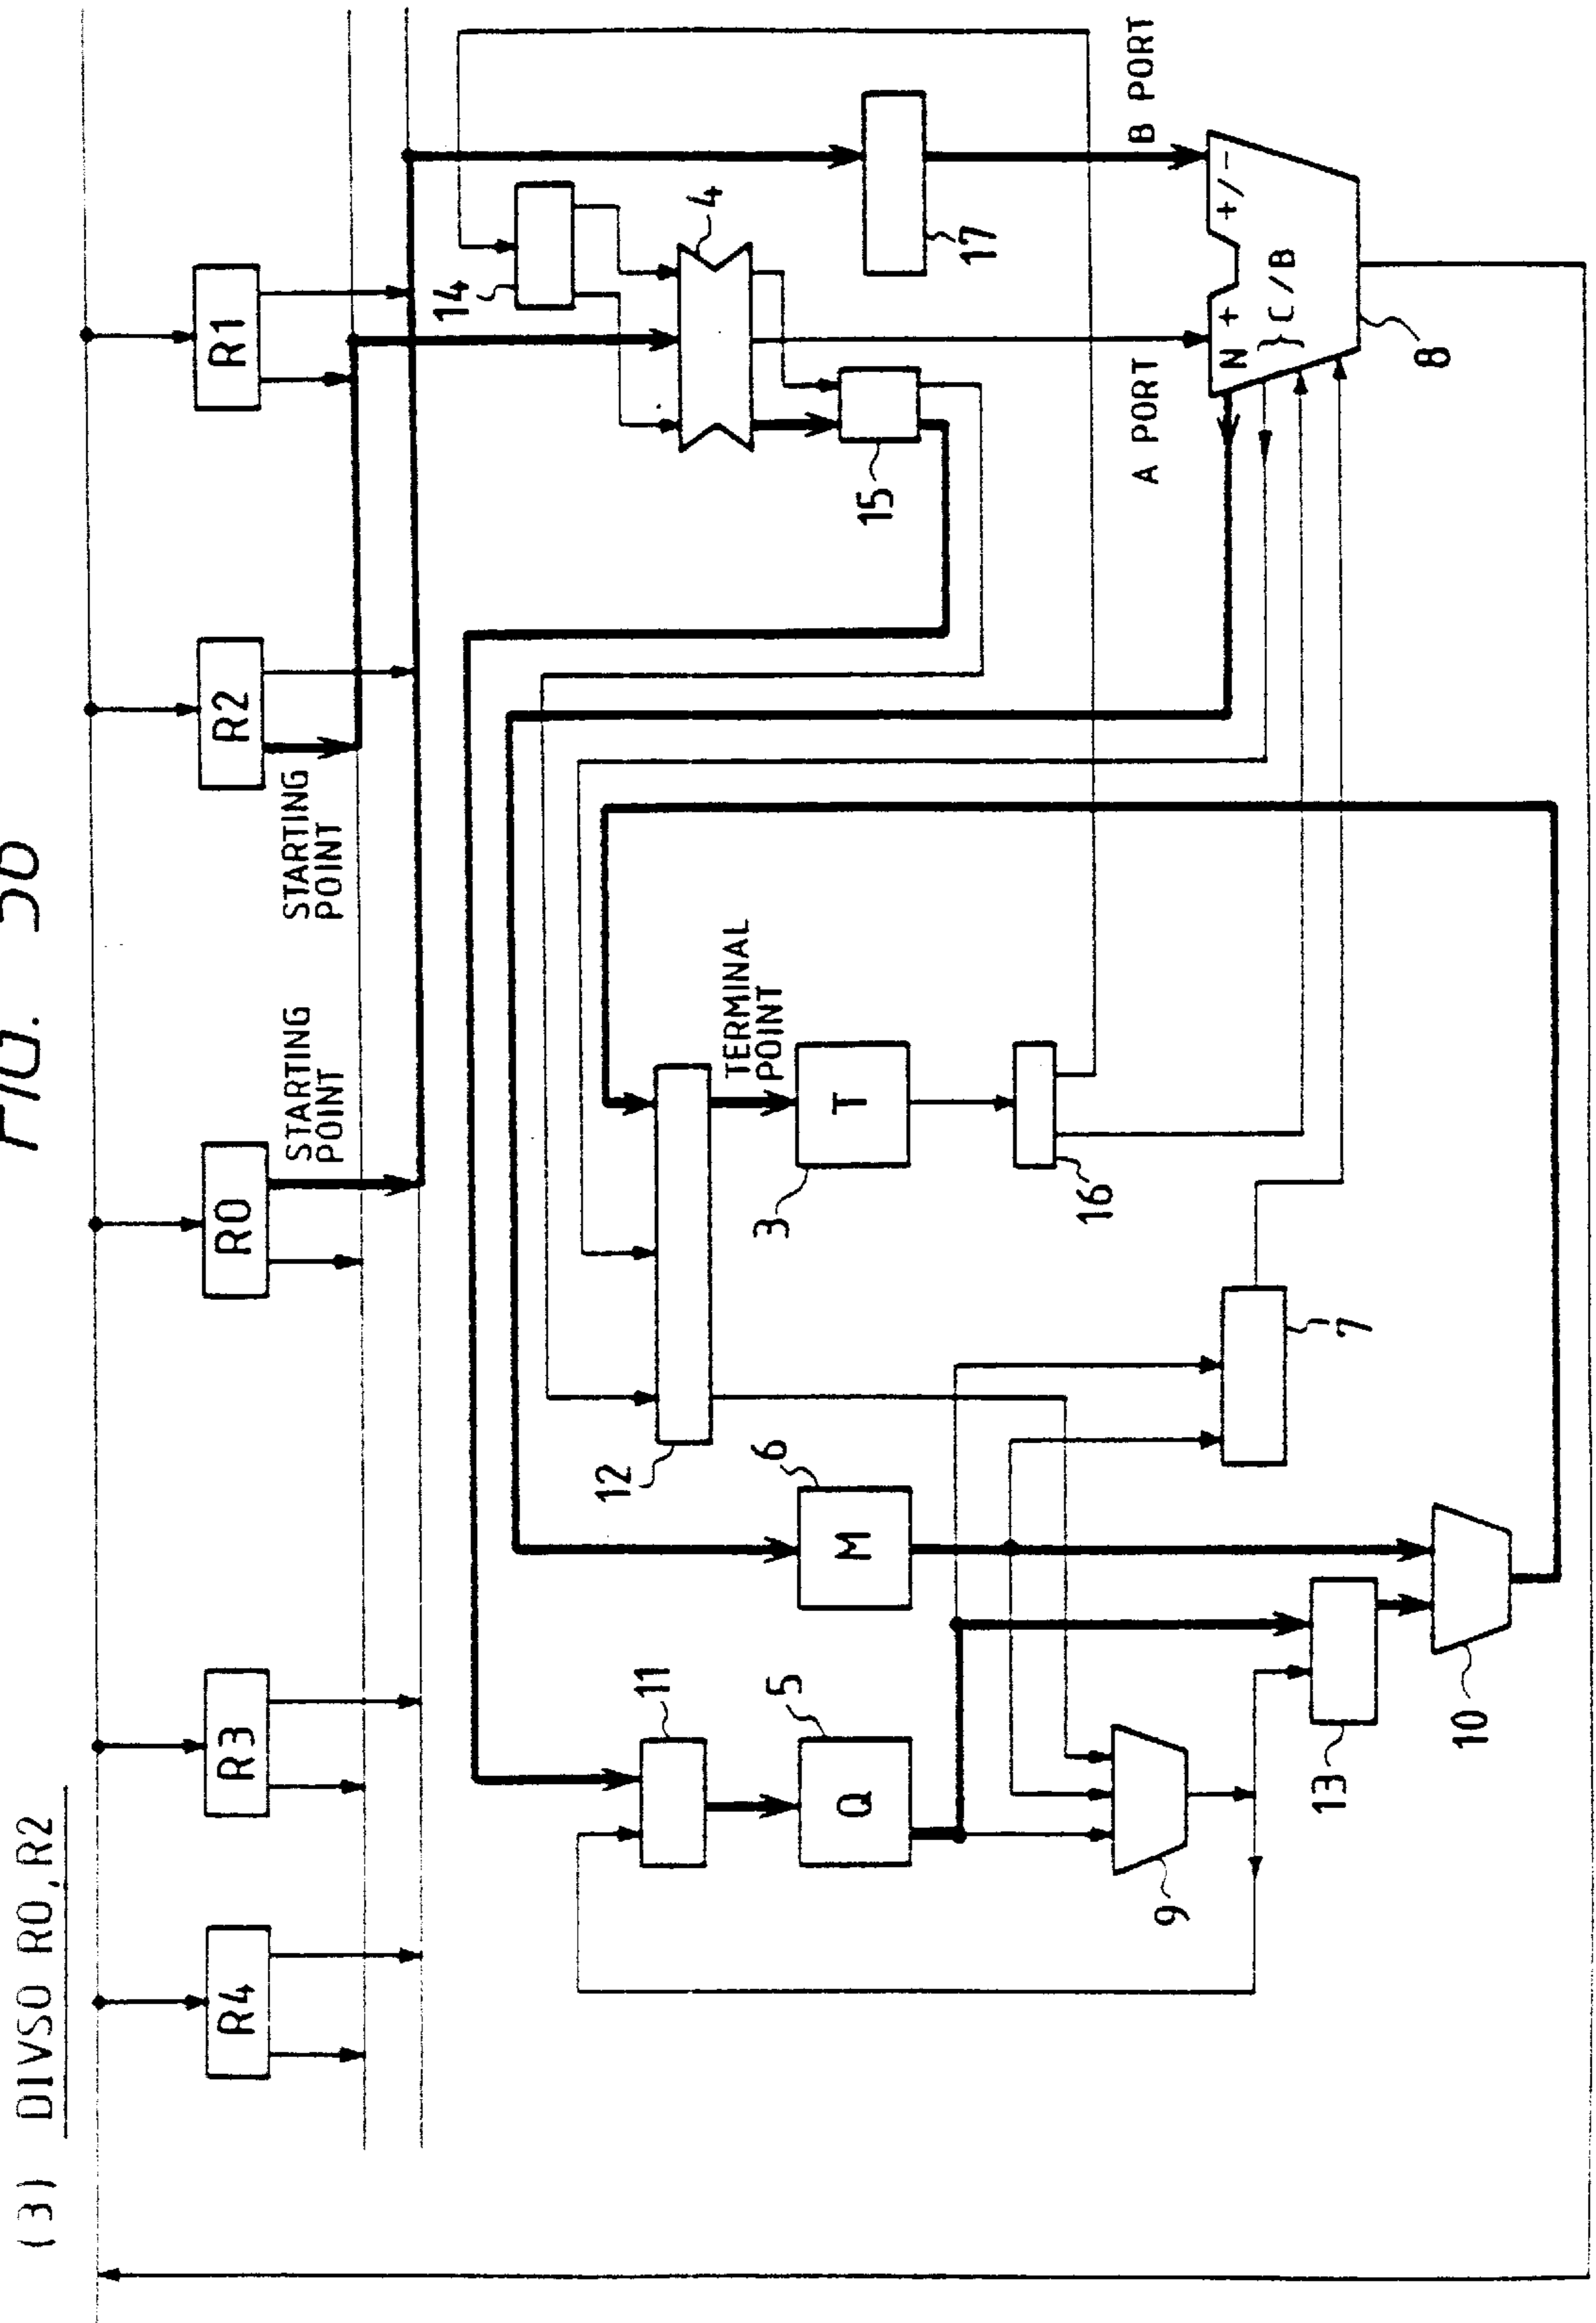 (3) DIVS0 R0,R2
R4
R3
R0
R2
R1
STARTING
POINT
STARTING
POINT
14
4
15
17
11
12
6
TERMINAL
POINT
5
Q
M
3
T
16
A PORT
B PORT
N + +/-
} C/B
8
7
9
13
10